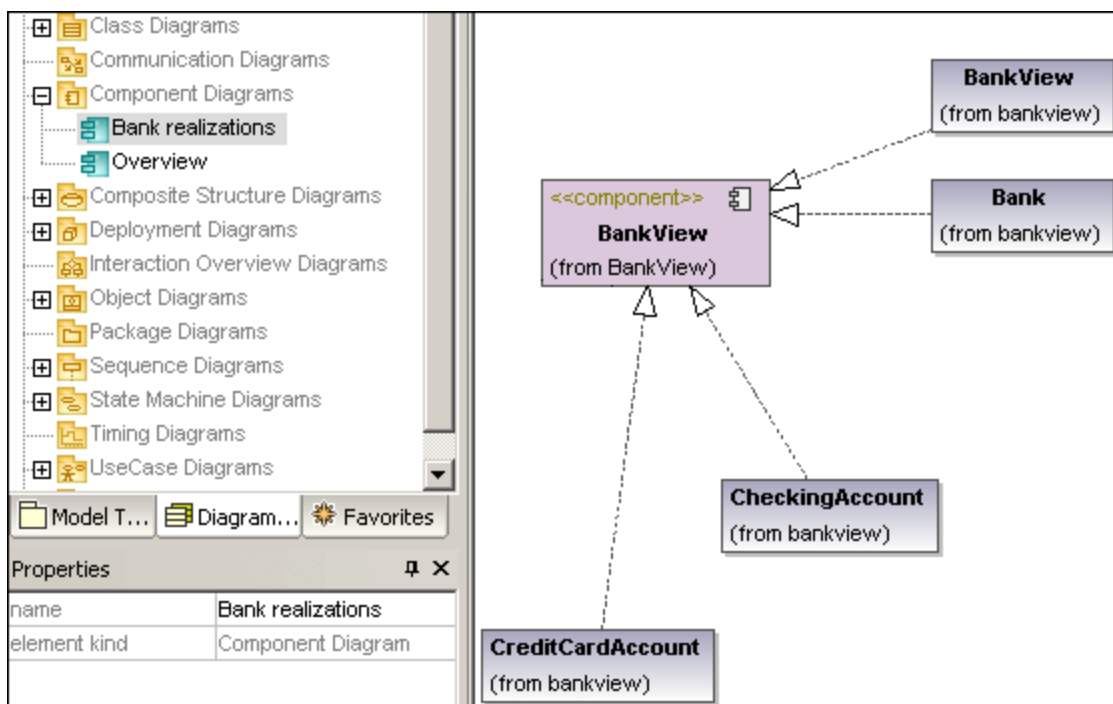 Class Diagrams
Communication Diagrams
Component Diagrams
Bank realizations
Overview
Composite Structure Diagrams
Deployment Diagrams
Interaction Overview Diagrams
Object Diagrams
Package Diagrams
Sequence Diagrams
State Machine Diagrams
Timing Diagrams
UseCase Diagrams
Model T... Diagram... Favorites
Properties
name Bank realizations
element kind Component Diagram
BankView
(from bankview)
<<component>>
BankView
(from BankView)
Bank
(from bankview)
CheckingAccount
(from bankview)
CreditCardAccount
(from bankview)